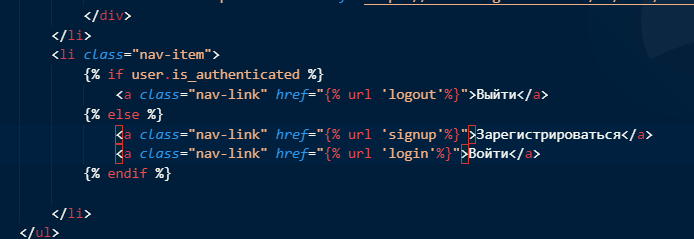 </div>
</li>
<li class="nav-item">
{% if user.is_authenticated %}
<a class="nav-link" href="{% url 'logout'%}">Выйти</a>
{% else %}
<a class="nav-link" href="{% url 'signup'%}">Зарегистрироваться</a>
<a class="nav-link" href="{% url 'login'%}">Войти</a>
{% endif %}
</li>
</ul>